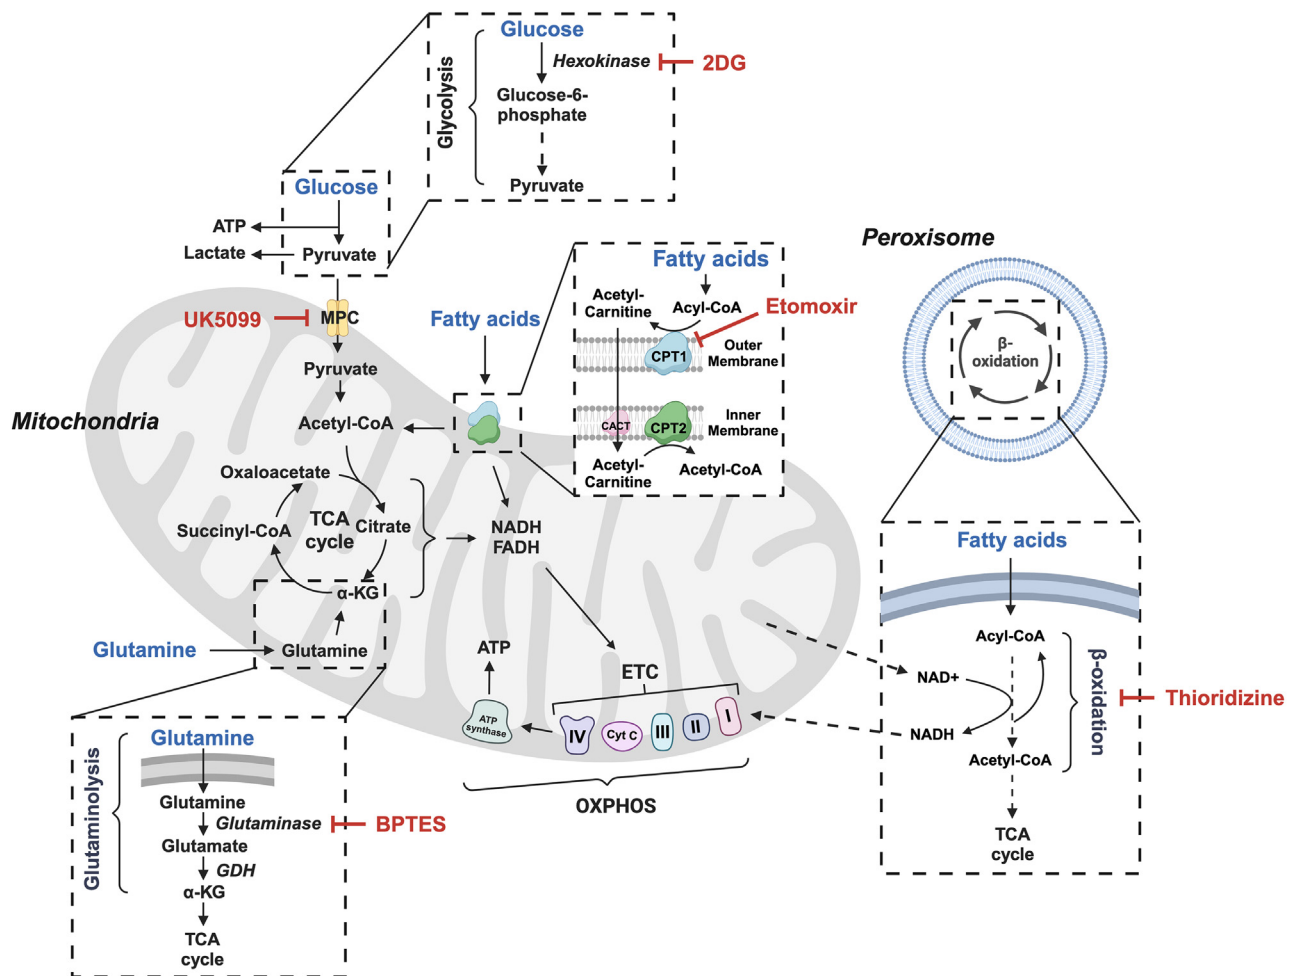 Glucose
Hexokinase
2DG
Glucose-6-
phosphate
Pyruvate
Glycolysis
Glucose
ATP
Lactate
Pyruvate
UK5099
MPC
Pyruvate
Acetyl-CoA
Mitochondria
Oxaloacetate
Succinyl-CoA
TCA
cycle
Citrate
α-KG
Glutamine
Glutamine
Fatty acids
NADH
FADH
Fatty acids
Acetyl-
Carnitine
Acyl-CoA
Etomoxir
CPT1
Outer
Membrane
CACT
CPT2
Inner
Membrane
Acetyl-
Carnitine
Acetyl-CoA
ATP
ETC
ATP
synthase
IV
Cyt C
III
II
I
OXPHOS
Peroxisome
β-
oxidation
Fatty acids
Acyl-CoA
NAD+
NADH
Acetyl-CoA
β-oxidation
Thioridizine
TCA
cycle
Glutaminolysis
Glutamine
Glutamine
Glutaminase
BPTES
Glutamate
GDH
α-KG
TCA
cycle